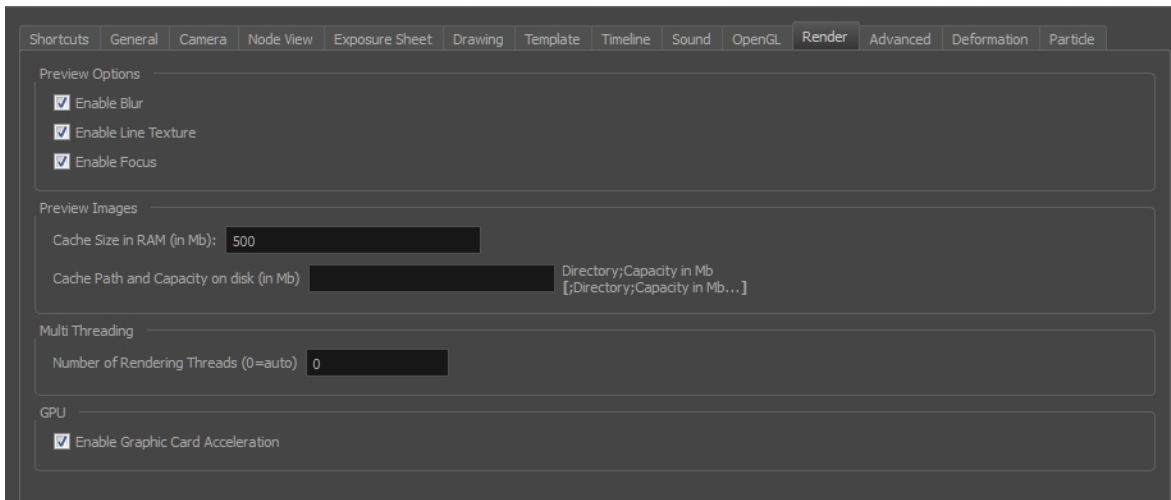 Shortcuts General Camera Node View Exposure Sheet Drawing Template Timeline Sound OpenGL Render Advanced Deformation Particle
Preview Options
Enable Blur
Enable Line Texture
Enable Focus
Preview Images
Cache Size in RAM (in Mb): 500
Cache Path and Capacity on disk (in Mb) Directory;Capacity in Mb
[;Directory;Capacity in Mb...]
Multi Threading
Number of Rendering Threads (0=auto) 0
GPU
Enable Graphic Card Acceleration